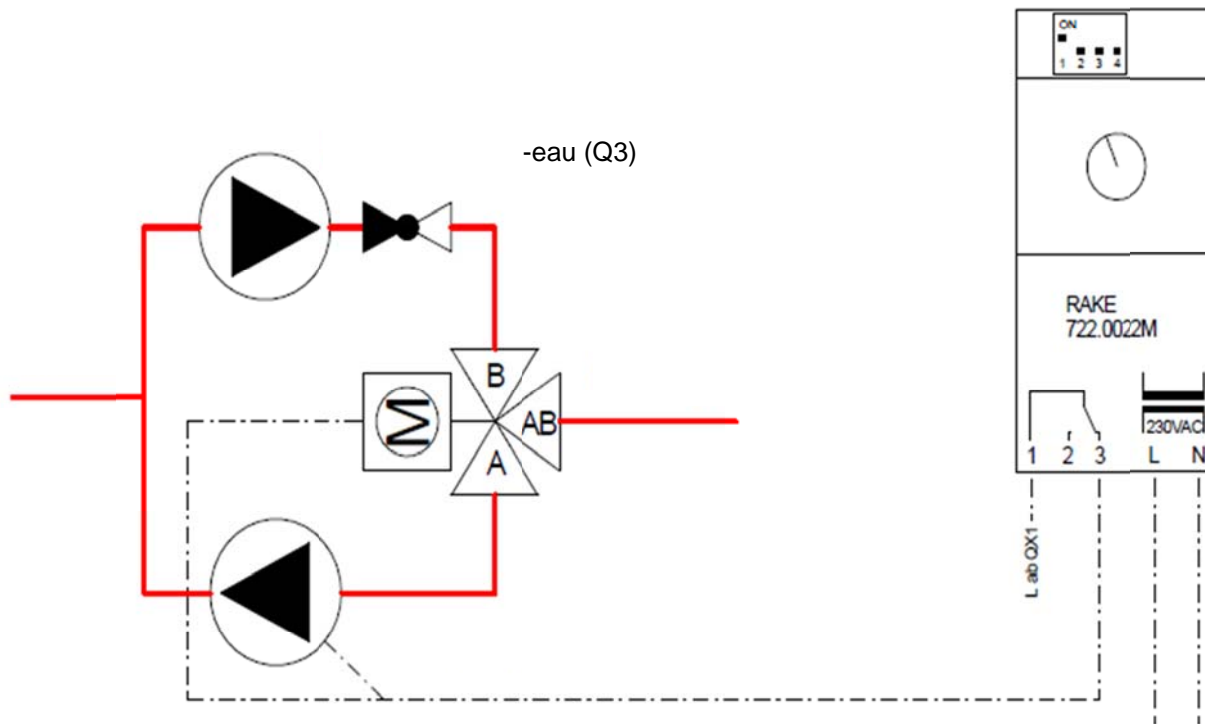 ON
1 2 3 4
-eau (Q3)
RAKE
722.0022M
B
M
AB
A
230VAC
1 2 3 L N
L ab QX1